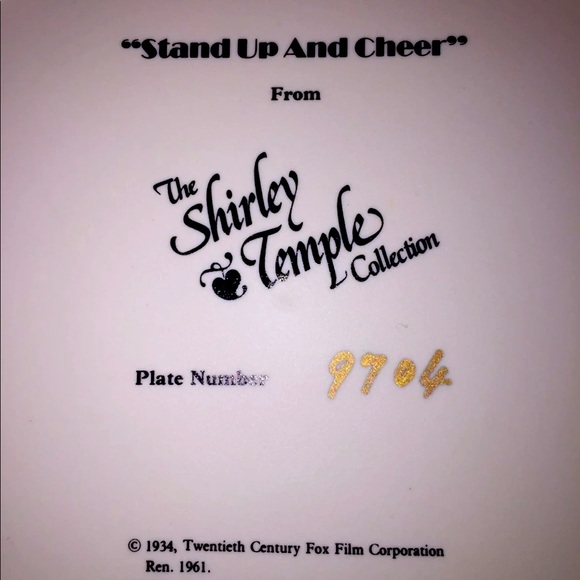 “Stand Up And Cheer”
From
The
Shirley
Temple
Collection
Plate Number 9704
© 1934, Twentieth Century Fox Film Corporation
Ren. 1961.